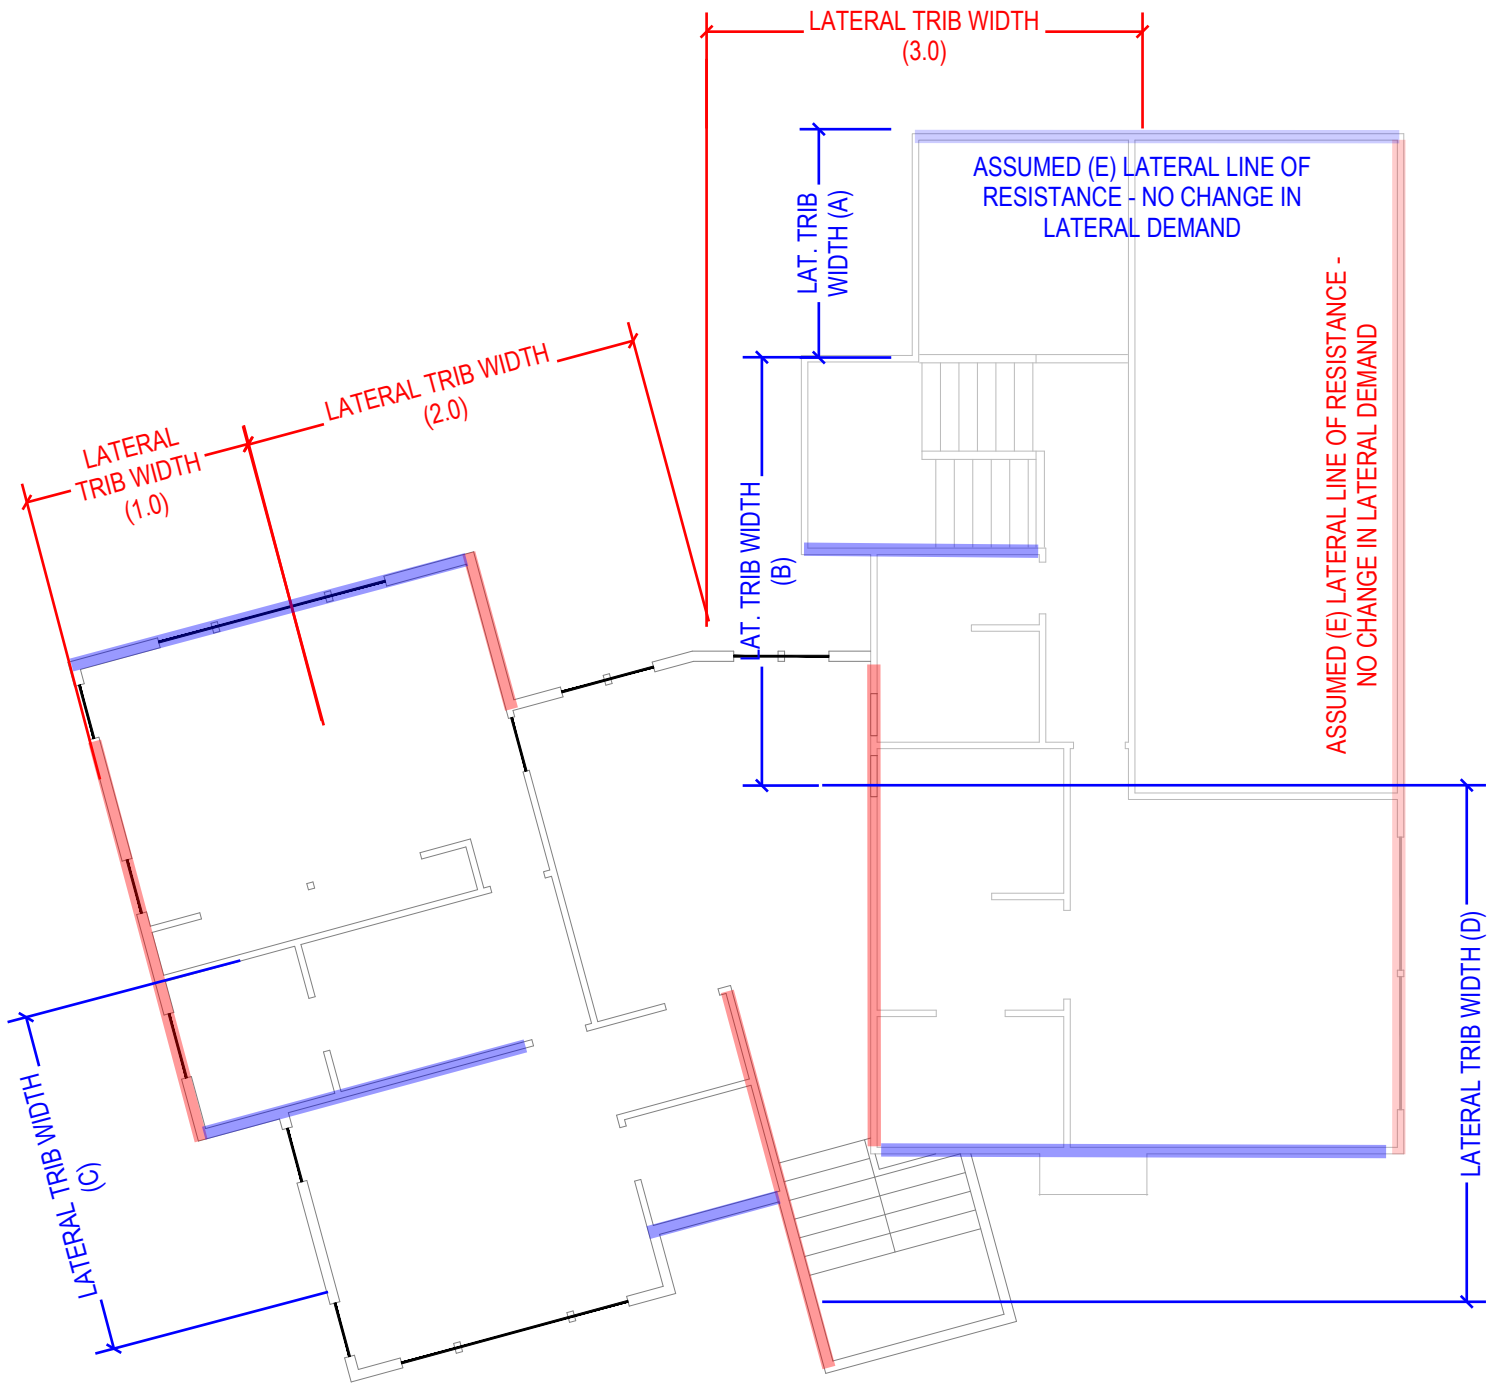 LATERAL TRIB WIDTH
(3.0)
ASSUMED (E) LATERAL LINE OF
RESISTANCE - NO CHANGE IN
LATERAL DEMAND
LAT. TRIB
WIDTH (A)
ASSUMED (E) LATERAL LINE OF RESISTANCE -
NO CHANGE IN LATERAL DEMAND
LATERAL TRIB WIDTH
(2.0)
LATERAL
TRIB WIDTH
(1.0)
LAT. TRIB WIDTH
(B)
LATERAL TRIB WIDTH (D)
LATERAL TRIB WIDTH
(C)